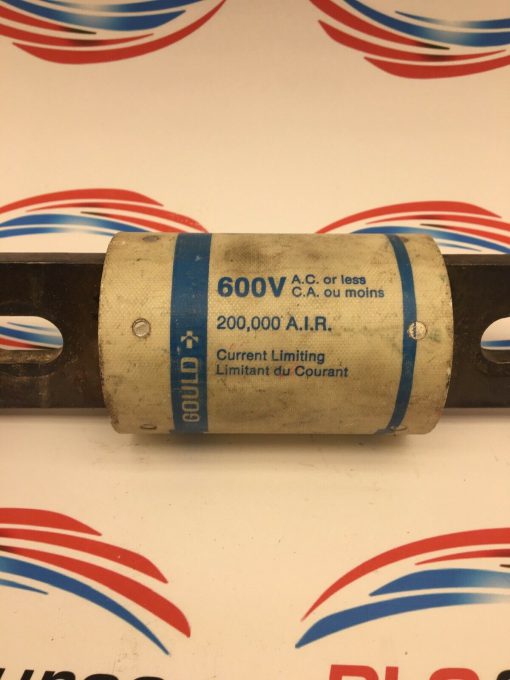 600V A.C. or less
C.A. ou moins
200,000 A.I.R.
Current Limiting
Limitant du Courant
GOULD